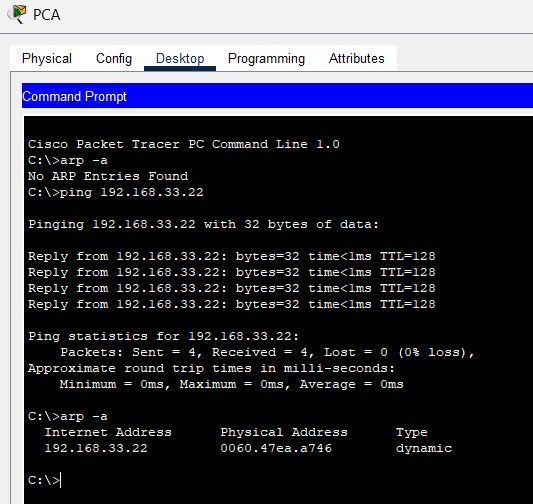 PCA
Physical Config Desktop Programming Attributes
Command Prompt
Cisco Packet Tracer PC Command Line 1.0
C:\>arp -a
No ARP Entries Found
C:\>ping 192.168.33.22
Pinging 192.168.33.22 with 32 bytes of data:
Reply from 192.168.33.22: bytes=32 time<1ms TTL=128
Reply from 192.168.33.22: bytes=32 time<1ms TTL=128
Reply from 192.168.33.22: bytes=32 time<1ms TTL=128
Reply from 192.168.33.22: bytes=32 time<1ms TTL=128
Ping statistics for 192.168.33.22:
Packets: Sent = 4, Received = 4, Lost = 0 (0% loss),
Approximate round trip times in milli-seconds:
Minimum = 0ms, Maximum = 0ms, Average = 0ms
C:\>arp -a
Internet Address Physical Address Type
192.168.33.22 0060.47ea.a746 dynamic
C:\>